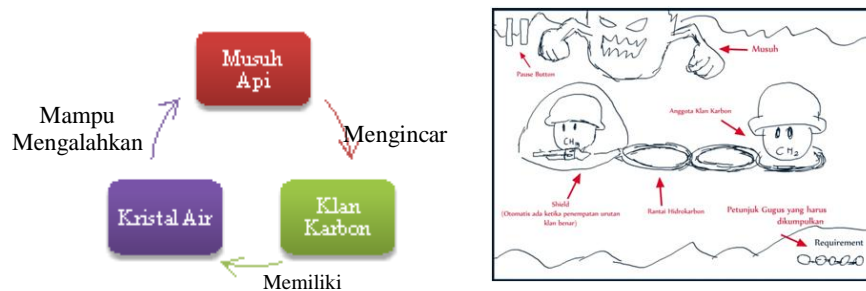 Musuh
Api
Mampu
Mengalahkan
Mengincar
Kristal Air
Klan
Karbon
Memiliki
Musuh
Pause Button
Anggota Klan Karbon
CH₂
Shield
(Otomatis ada ketika penempatan urutan
klan benar)
Rantai Hidrokarbon
Petunjuk Gugus yang harus
dikumpulkan
Requirement